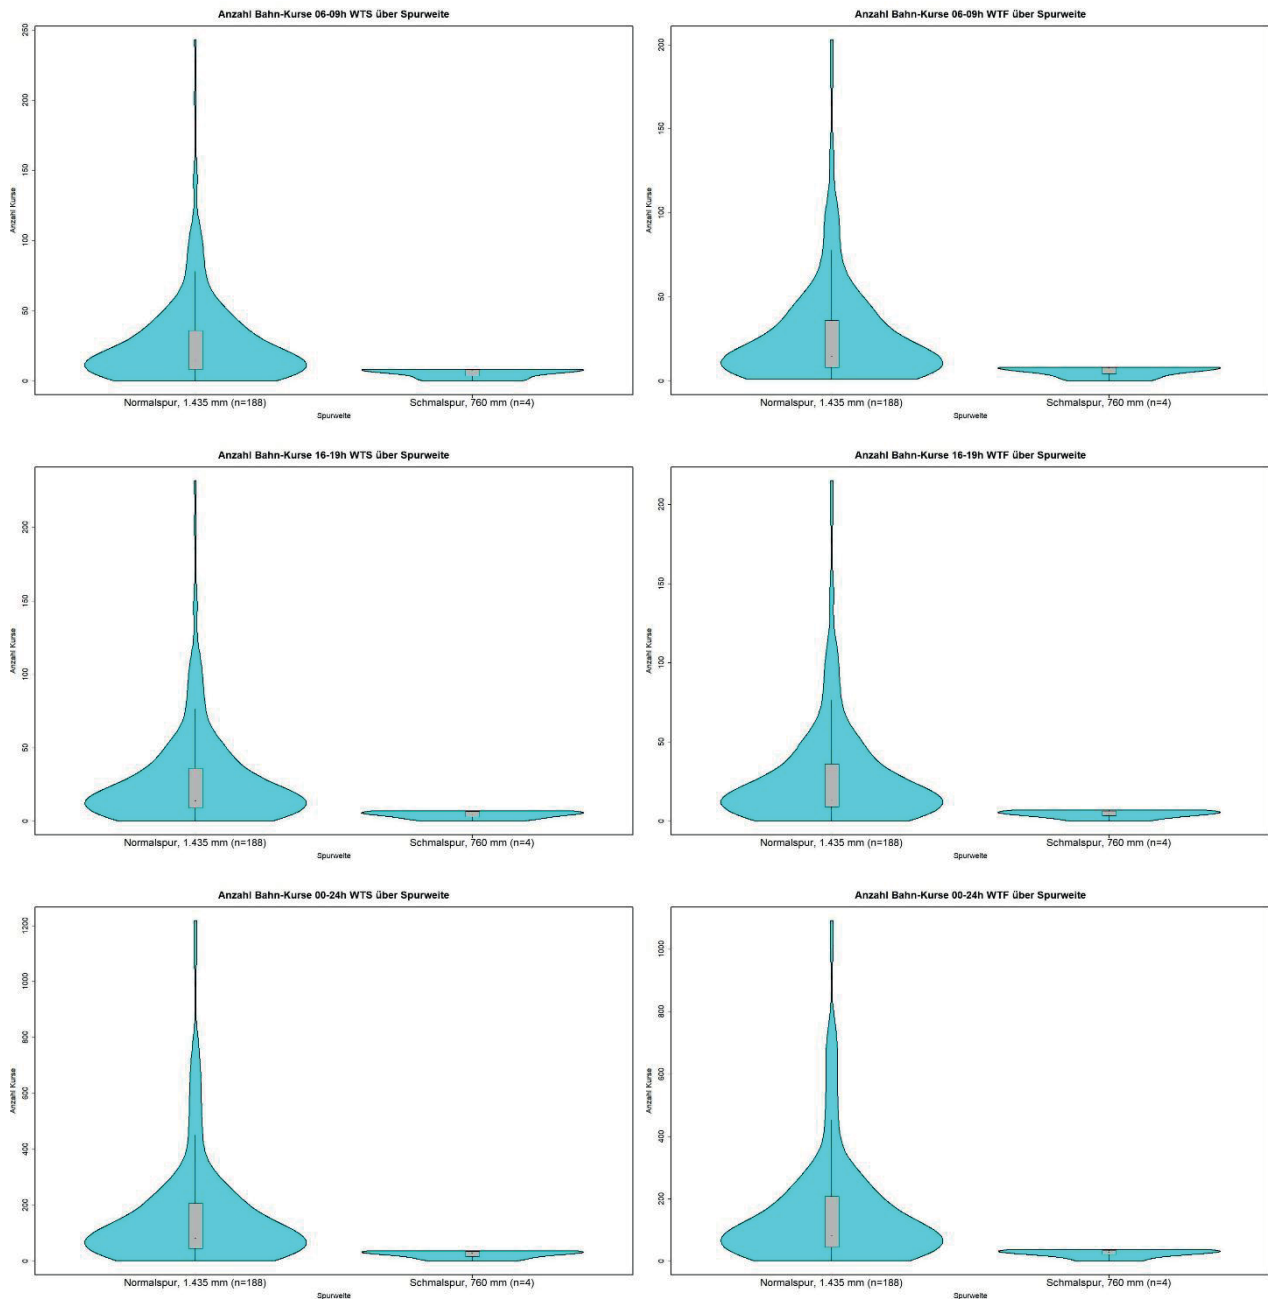 Anzahl Bahn-Kurse 06-09h WTS über Spurweite
Anzahl Kurse
250
200
150
100
50
0
Normalspur, 1.435 mm (n=188)
Schmalspur, 760 mm (n=4)
Spurweite
Anzahl Bahn-Kurse 06-09h WTF über Spurweite
Anzahl Kurse
200
150
100
50
0
Normalspur, 1.435 mm (n=188)
Schmalspur, 760 mm (n=4)
Spurweite
Anzahl Bahn-Kurse 16-19h WTS über Spurweite
Anzahl Kurse
200
150
100
50
0
Normalspur, 1.435 mm (n=188)
Schmalspur, 760 mm (n=4)
Spurweite
Anzahl Bahn-Kurse 16-19h WTF über Spurweite
Anzahl Kurse
200
150
100
50
0
Normalspur, 1.435 mm (n=188)
Schmalspur, 760 mm (n=4)
Spurweite
Anzahl Bahn-Kurse 00-24h WTS über Spurweite
Anzahl Kurse
1200
1000
800
600
400
200
0
Normalspur, 1.435 mm (n=188)
Schmalspur, 760 mm (n=4)
Spurweite
Anzahl Bahn-Kurse 00-24h WTF über Spurweite
Anzahl Kurse
1000
800
600
400
200
0
Normalspur, 1.435 mm (n=188)
Schmalspur, 760 mm (n=4)
Spurweite